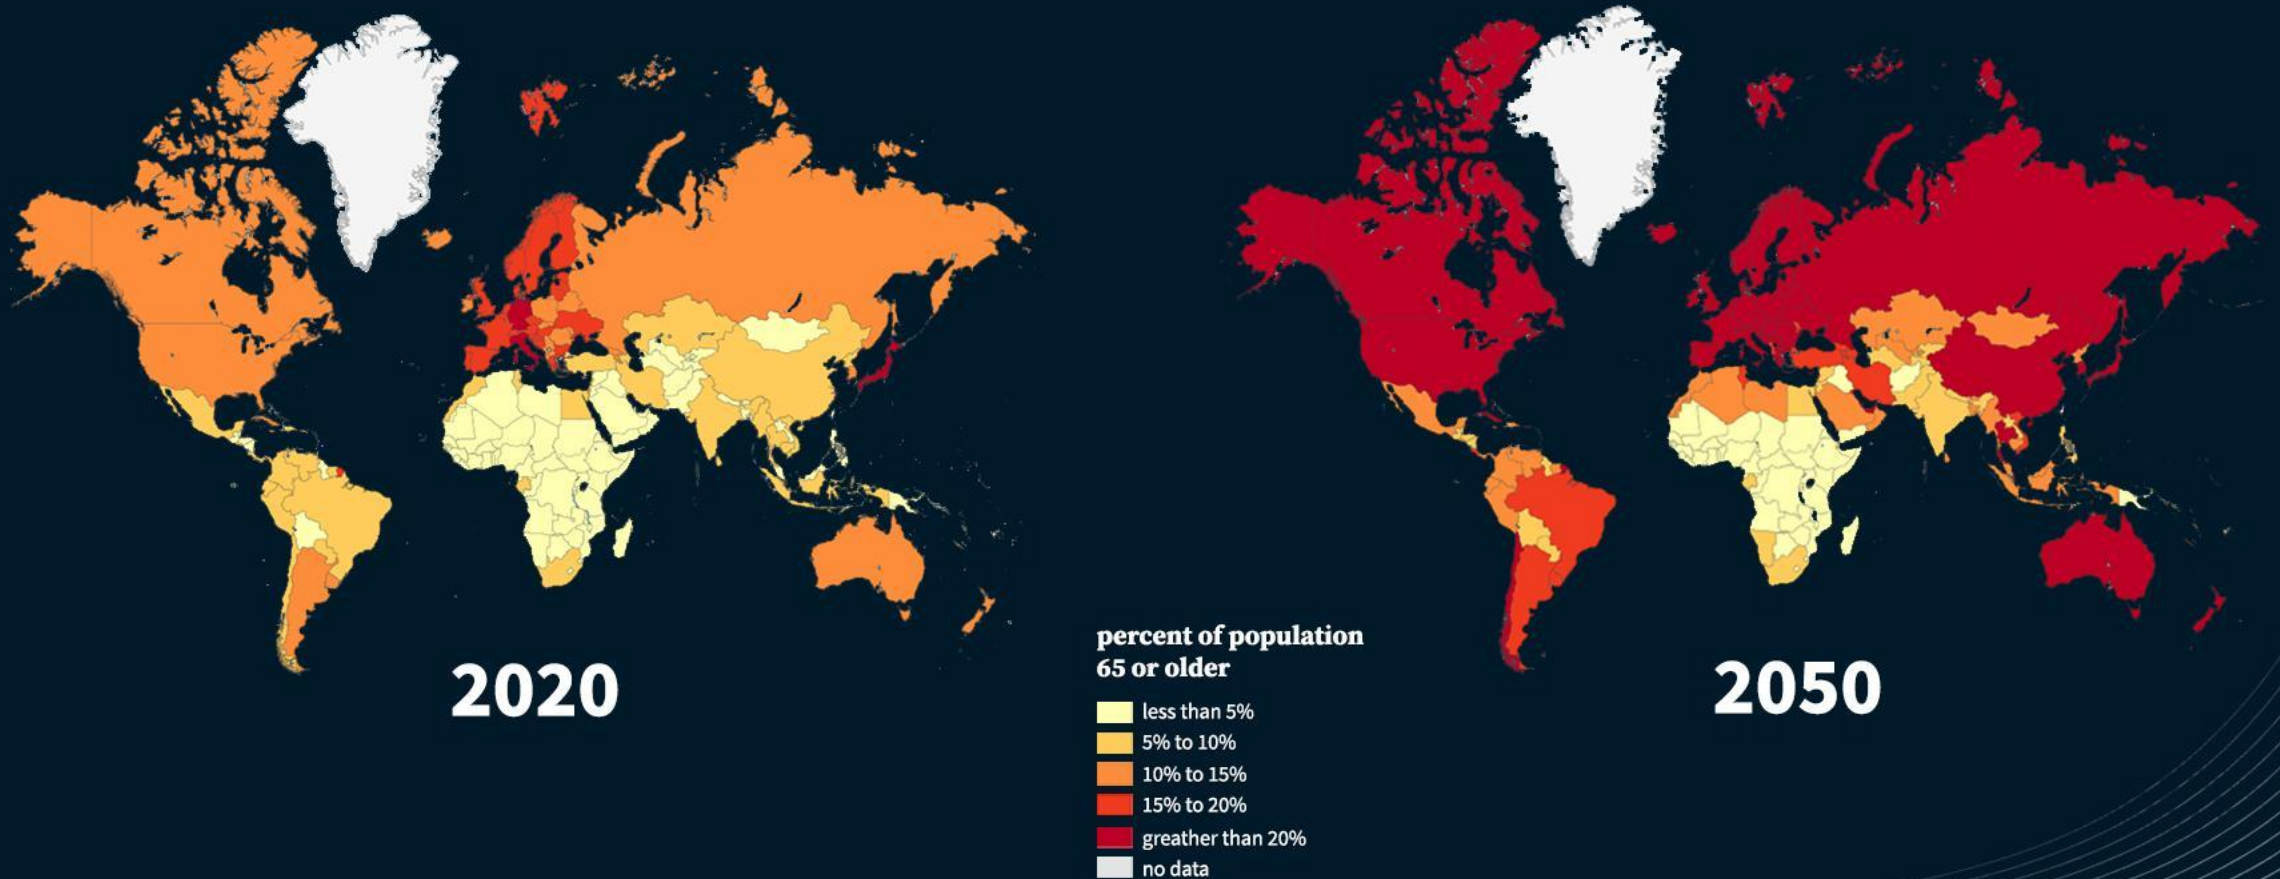 2020
percent of population
65 or older
less than 5%
5% to 10%
10% to 15%
15% to 20%
greather than 20%
no data
2050